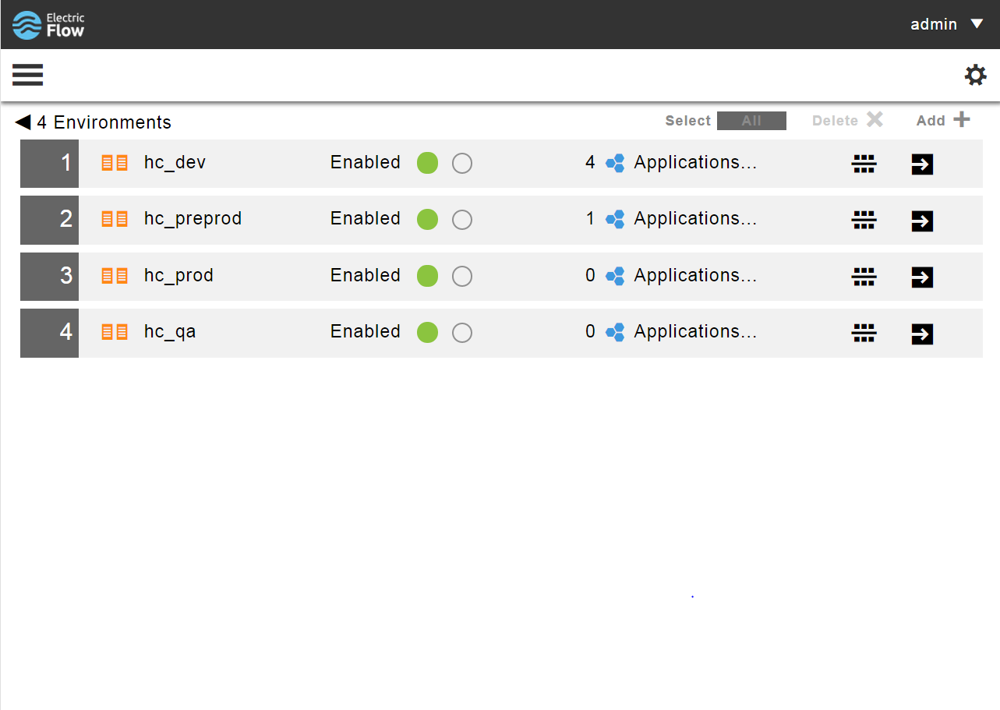 Electric
Flow
admin
4 Environments Select All Delete Add
1 hc_dev Enabled 4 Applications...
2 hc_preprod Enabled 1 Applications...
3 hc_prod Enabled 0 Applications...
4 hc_qa Enabled 0 Applications...